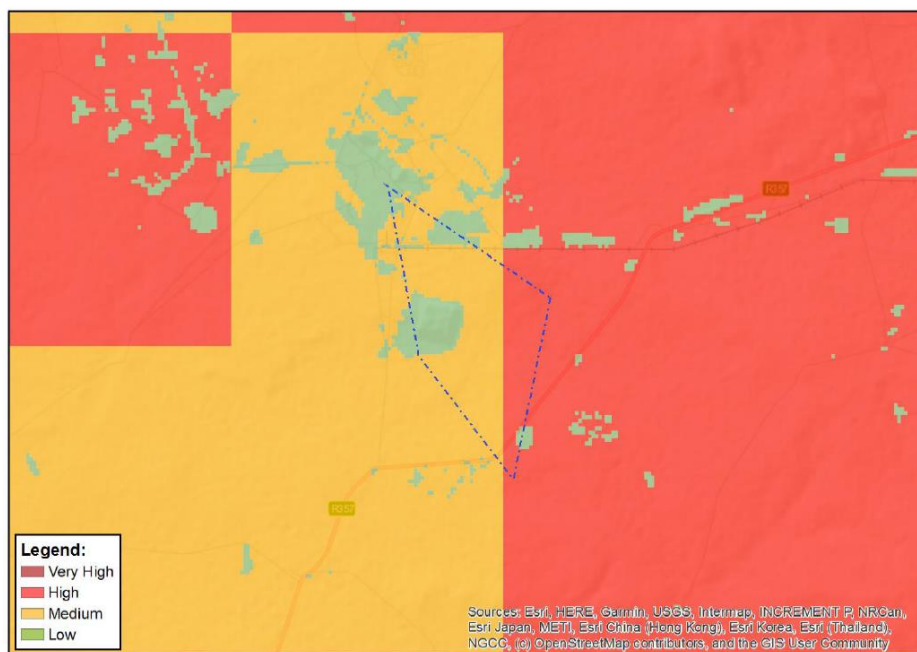 R357
R357
Legend:
Very High
High
Medium
Low
Sources: Esri, HERE, Garmin, USGS, Intermap, INCREMENT P, NRCan,
Esri Japan, METI, Esri China (Hong Kong), Esri Korea, Esri (Thailand),
NGCC, (c) OpenStreetMap contributors, and the GIS User Community